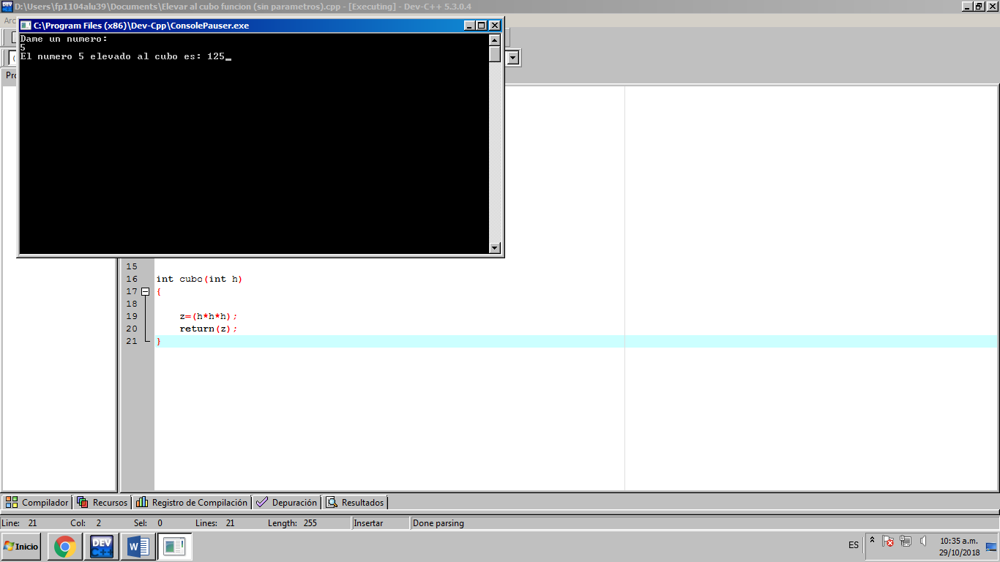 D:\Users\fp1104alu39\Documents\Elevar al cubo funcion (sin parametros).cpp - [Executing] - Dev-C++ 5.3.0.4
C:\Program Files (x86)\Dev-Cpp\ConsolePauser.exe
Dame un numero:
5
El numero 5 elevado al cubo es: 125_
15
16 int cubo(int h)
17 {
18
19 z=(h*h*h);
20 return(z);
21 }
Compilador Recursos Registro de Compilación Depuración Resultados
Line: 21 Col: 2 Sel: 0 Lines: 21 Length: 255 Insertar Done parsing
Inicio DEV C++ W ES 10:35 a.m.
29/10/2018